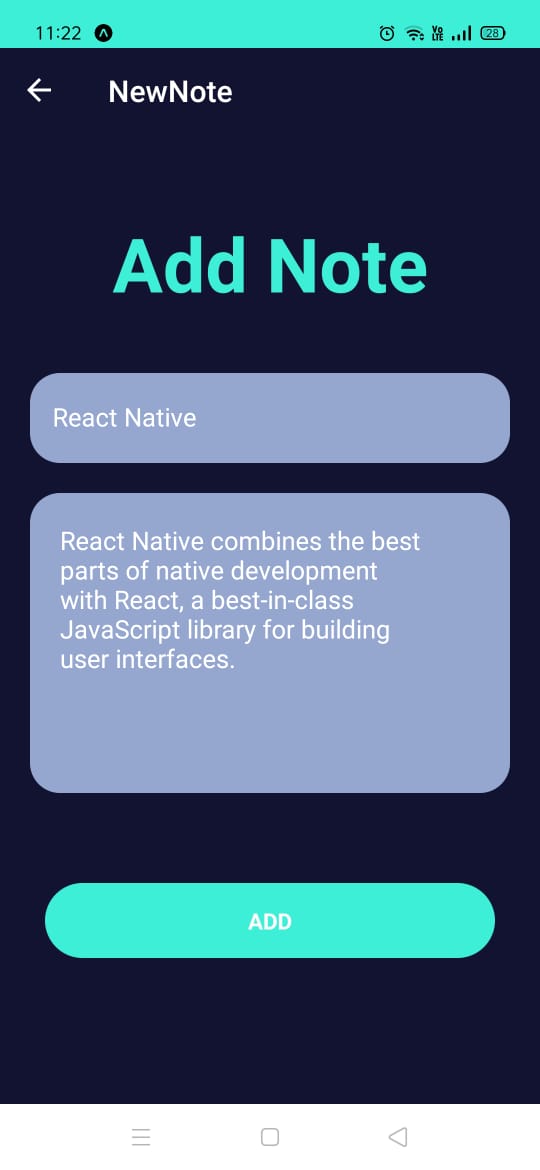 11:22
VO LTE
28
NewNote
Add Note
React Native
React Native combines the best
parts of native development
with React, a best-in-class
JavaScript library for building
user interfaces.
ADD